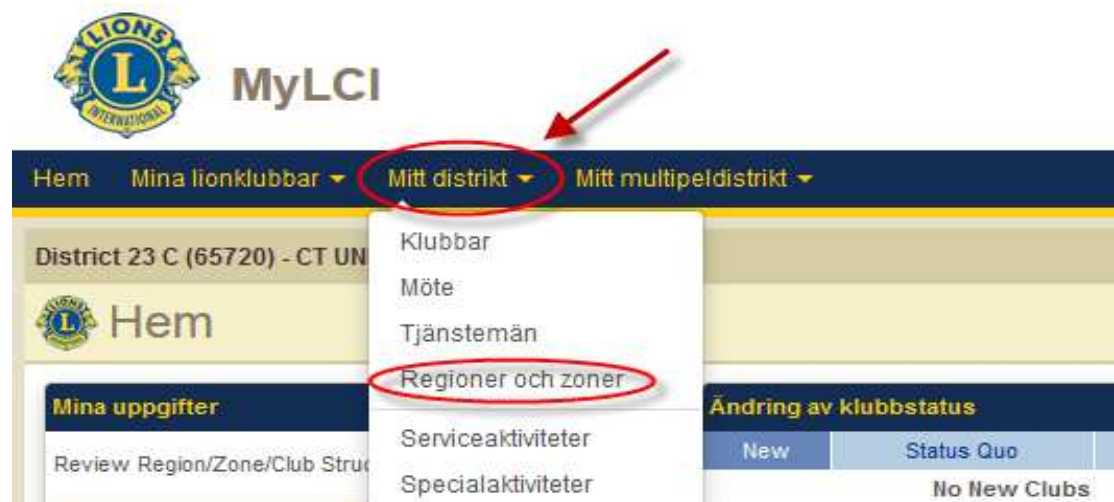 LIONS
L
INTERNATIONAL
MyLCI
Hem Mina lionklubbar Mitt distrikt Mitt multipeldistrikt
District 23 C (65720) - CT UN
Hem
Klubbar
Möte
Tjänstemän
Regioner och zoner
Serviceaktiviteter
Specialaktiviteter
Mina uppgifter
Review Region/Zone/Club Struc
Ändring av klubbstatus
New Status Quo
No New Clubs